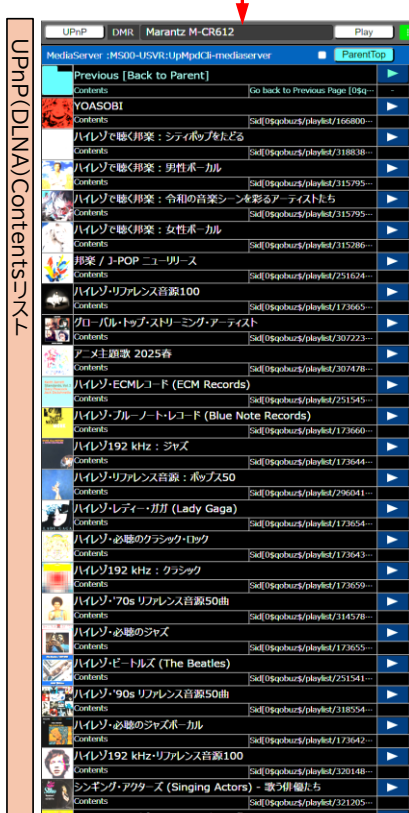 UPnP DMR Marantz M-CR612 Play
MediaServer :MS00-USVR:UpMpdCli-mediaserver ParentTop
UPnP(DLNA)Contentsリスト
Previous [Back to Parent]
Contents Go back to Previous Page [0$q… -
YOASOBI
Contents Sid[0$qobuz$/playlist/166800…
ハイレゾで聴く邦楽：シティポップをたどる
Contents Sid[0$qobuz$/playlist/318838…
ハイレゾで聴く邦楽：男性ボーカル
Contents Sid[0$qobuz$/playlist/315795…
ハイレゾで聴く邦楽：令和の音楽シーンを彩るアーティストたち
Contents Sid[0$qobuz$/playlist/315795…
ハイレゾで聴く邦楽：女性ボーカル
Contents Sid[0$qobuz$/playlist/315286…
邦楽 / J-POP ニューリリース
Contents Sid[0$qobuz$/playlist/251624…
ハイレゾ・リファレンス音源100
Contents Sid[0$qobuz$/playlist/173665…
グローバル・トップ・ストリーミング・アーティスト
Contents Sid[0$qobuz$/playlist/307223…
アニメ主題歌 2025春
Contents Sid[0$qobuz$/playlist/307478…
ハイレゾ・ECMレコード (ECM Records)
Contents Sid[0$qobuz$/playlist/251545…
ハイレゾ・ブルーノート・レコード (Blue Note Records)
Contents Sid[0$qobuz$/playlist/173660…
ハイレゾ192 kHz：ジャズ
Contents Sid[0$qobuz$/playlist/173644…
ハイレゾ・リファレンス音源：ポップス50
Contents Sid[0$qobuz$/playlist/296041…
ハイレゾ・レディー・ガガ (Lady Gaga)
Contents Sid[0$qobuz$/playlist/173654…
ハイレゾ・必聴のクラシック・ロック
Contents Sid[0$qobuz$/playlist/173643…
ハイレゾ192 kHz：クラシック
Contents Sid[0$qobuz$/playlist/173659…
ハイレゾ・'70s リファレンス音源50曲
Contents Sid[0$qobuz$/playlist/314578…
ハイレゾ・必聴のジャズ
Contents Sid[0$qobuz$/playlist/173655…
ハイレゾ・ビートルズ (The Beatles)
Contents Sid[0$qobuz$/playlist/251541…
ハイレゾ・'90s リファレンス音源50曲
Contents Sid[0$qobuz$/playlist/318554…
ハイレゾ・必聴のジャズボーカル
Contents Sid[0$qobuz$/playlist/173642…
ハイレゾ192 kHz・リファレンス音源100
Contents Sid[0$qobuz$/playlist/320148…
シンギング・アクターズ (Singing Actors) - 歌う俳優たち
Contents Sid[0$qobuz$/playlist/321205…